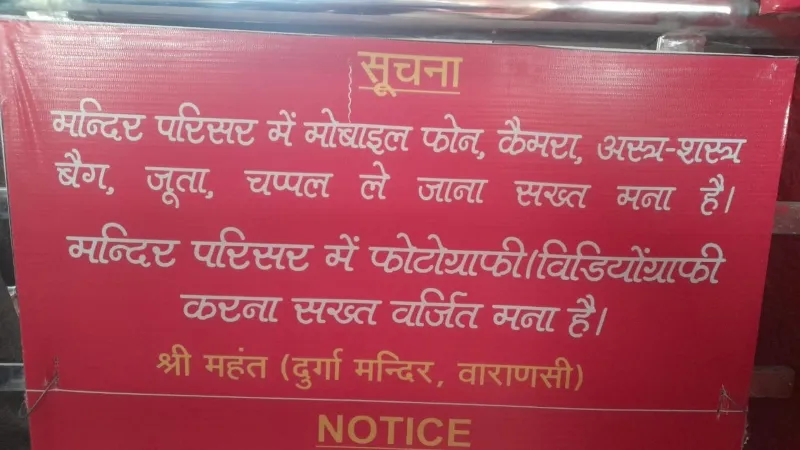 सूचना
मन्दिर परिसर में मोबाइल फोन, कैमरा, अस्त्र-शस्त्र
बैग, जूता, चप्पल ले जाना सख्त मना है।
मन्दिर परिसर में फोटोग्राफी/विडियोंग्राफी
करना सख्त वर्जित मना है।
श्री महंत (दुर्गा मन्दिर, वाराणसी)
NOTICE